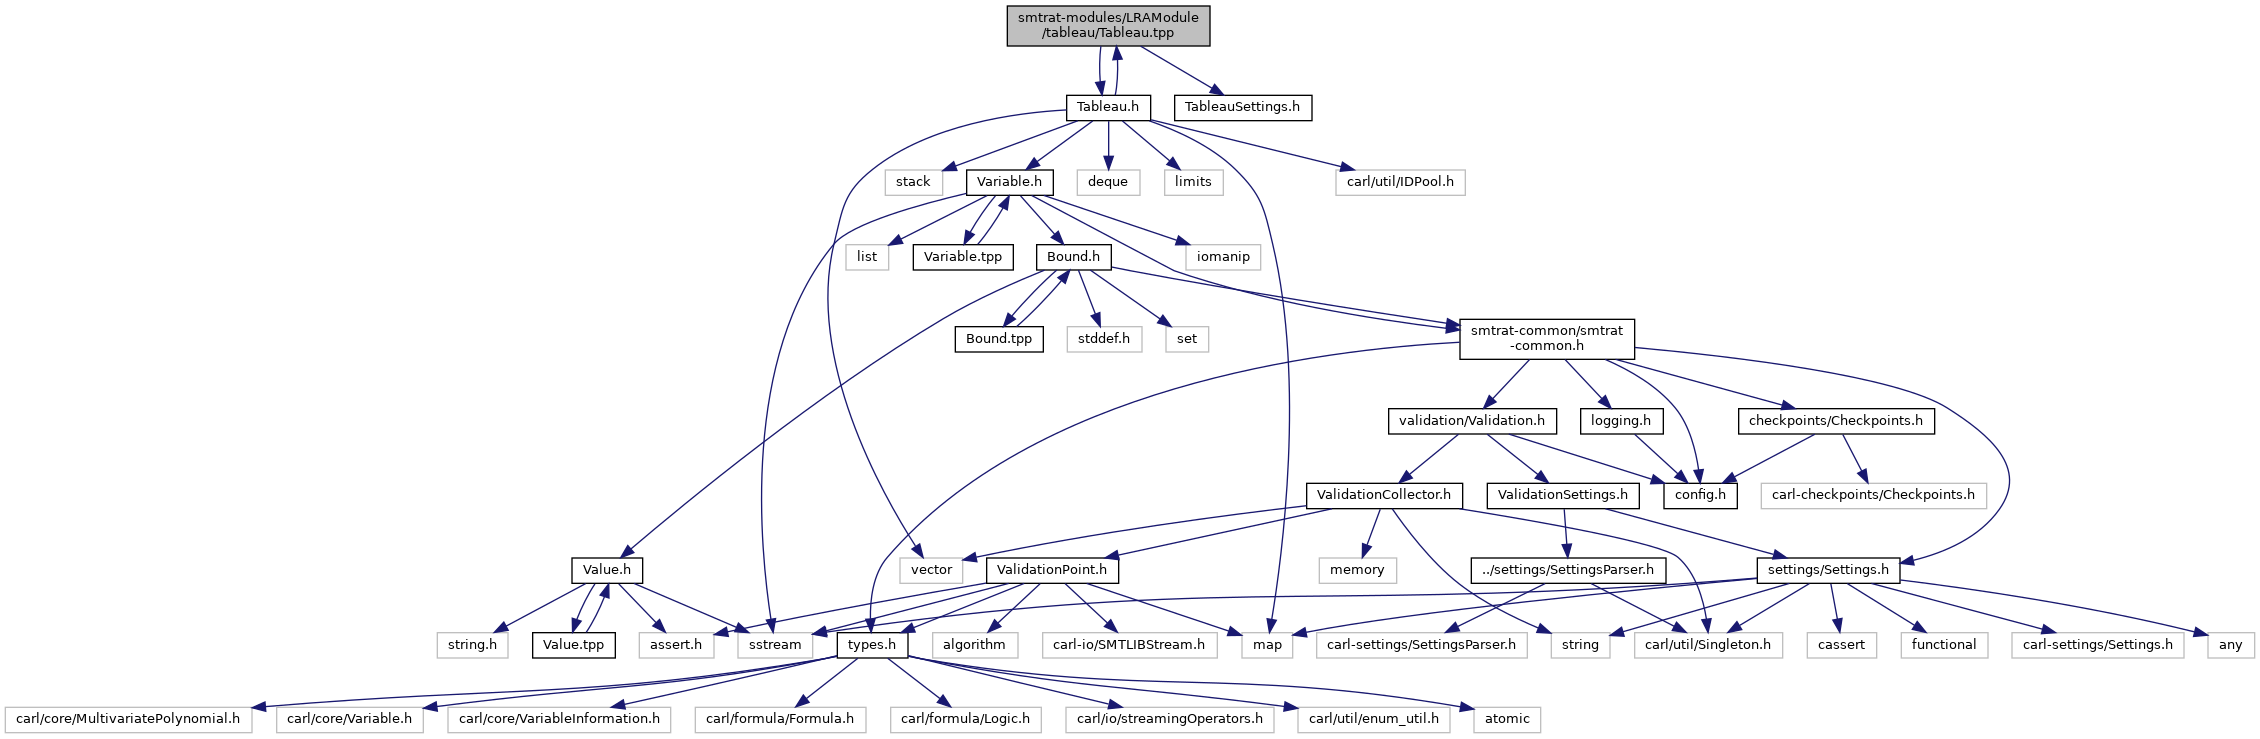 smtrat-modules/LRAModule
/tableau/Tableau.tpp
Tableau.h
TableauSettings.h
stack
Variable.h
deque
limits
carl/util/IDPool.h
list
Variable.tpp
Bound.h
iomanip
Bound.tpp
stddef.h
set
smtrat-common/smtrat
-common.h
validation/Validation.h
logging.h
checkpoints/Checkpoints.h
ValidationCollector.h
ValidationSettings.h
config.h
carl-checkpoints/Checkpoints.h
Value.h
vector
ValidationPoint.h
memory
../settings/SettingsParser.h
settings/Settings.h
string.h
Value.tpp
assert.h
sstream
types.h
algorithm
carl-io/SMTLIBStream.h
map
carl-settings/SettingsParser.h
string
carl/util/Singleton.h
cassert
functional
carl-settings/Settings.h
any
carl/core/MultivariatePolynomial.h
carl/core/Variable.h
carl/core/VariableInformation.h
carl/formula/Formula.h
carl/formula/Logic.h
carl/io/streamingOperators.h
carl/util/enum_util.h
atomic